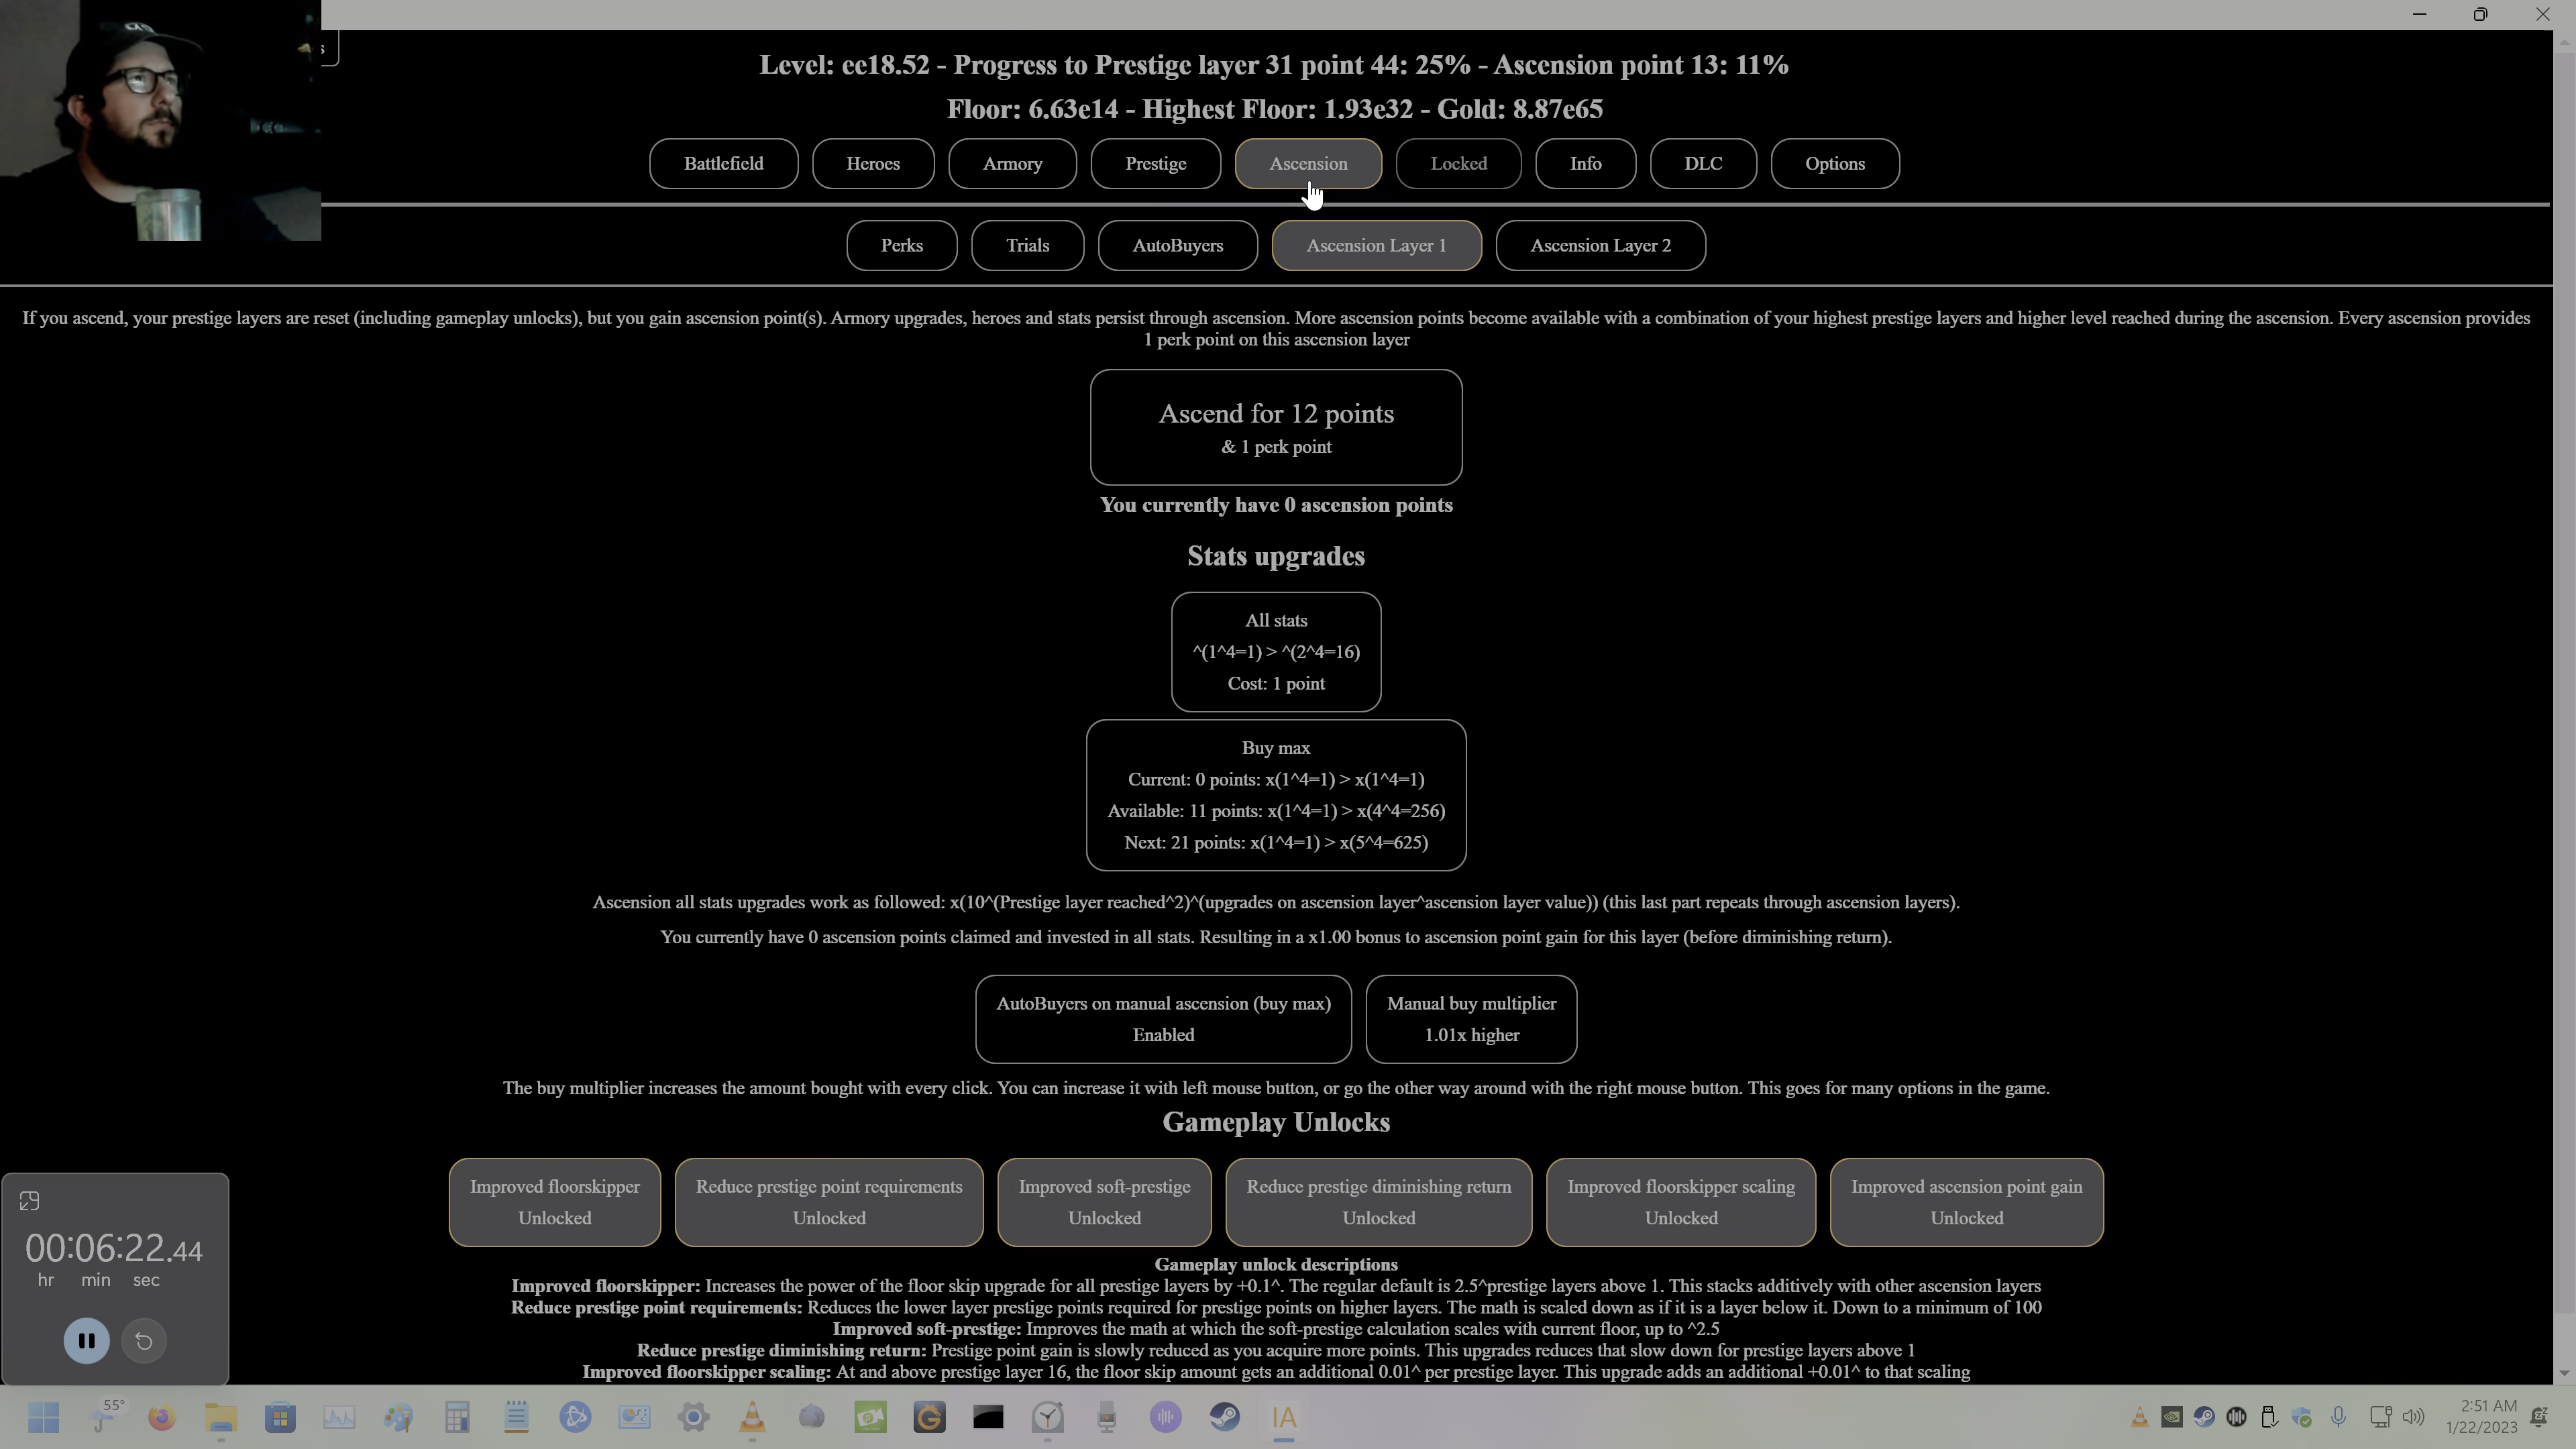 Level: ee18.52 - Progress to Prestige layer 31 point 44: 25% - Ascension point 13: 11%
Floor: 6.63e14 - Highest Floor: 1.93e32 - Gold: 8.87e65
Battlefield Heroes Armory Prestige Ascension Locked Info DLC Options
Perks Trials AutoBuyers Ascension Layer 1 Ascension Layer 2
If you ascend, your prestige layers are reset (including gameplay unlocks), but you gain ascension point(s). Armory upgrades, heroes and stats persist through ascension. More ascension points become available with a combination of your highest prestige layers and higher level reached during the ascension. Every ascension provides
1 perk point on this ascension layer
Ascend for 12 points
& 1 perk point
You currently have 0 ascension points
Stats upgrades
All stats
^(1^4=1) > ^(2^4=16)
Cost: 1 point
Buy max
Current: 0 points: x(1^4=1) > x(1^4=1)
Available: 11 points: x(1^4=1) > x(4^4=256)
Next: 21 points: x(1^4=1) > x(5^4=625)
Ascension all stats upgrades work as followed: x(10^(Prestige layer reached^2)^(upgrades on ascension layer^ascension layer value)) (this last part repeats through ascension layers).
You currently have 0 ascension points claimed and invested in all stats. Resulting in a x1.00 bonus to ascension point gain for this layer (before diminishing return).
AutoBuyers on manual ascension (buy max)
Enabled
Manual buy multiplier
1.01x higher
The buy multiplier increases the amount bought with every click. You can increase it with left mouse button, or go the other way around with the right mouse button. This goes for many options in the game.
Gameplay Unlocks
Improved floorskipper
Unlocked
Reduce prestige point requirements
Unlocked
Improved soft-prestige
Unlocked
Reduce prestige diminishing return
Unlocked
Improved floorskipper scaling
Unlocked
Improved ascension point gain
Unlocked
Gameplay unlock descriptions
Improved floorskipper: Increases the power of the floor skip upgrade for all prestige layers by +0.1^. The regular default is 2.5^prestige layers above 1. This stacks additively with other ascension layers
Reduce prestige point requirements: Reduces the lower layer prestige points required for prestige points on higher layers. The math is scaled down as if it is a layer below it. Down to a minimum of 100
Improved soft-prestige: Improves the math at which the soft-prestige calculation scales with current floor, up to ^2.5
Reduce prestige diminishing return: Prestige point gain is slowly reduced as you acquire more points. This upgrades reduces that slow down for prestige layers above 1
Improved floorskipper scaling: At and above prestige layer 16, the floor skip amount gets an additional 0.01^ per prestige layer. This upgrade adds an additional +0.01^ to that scaling
00:06:22.44
hr min sec
55°
IA
2:51 AM
1/22/2023